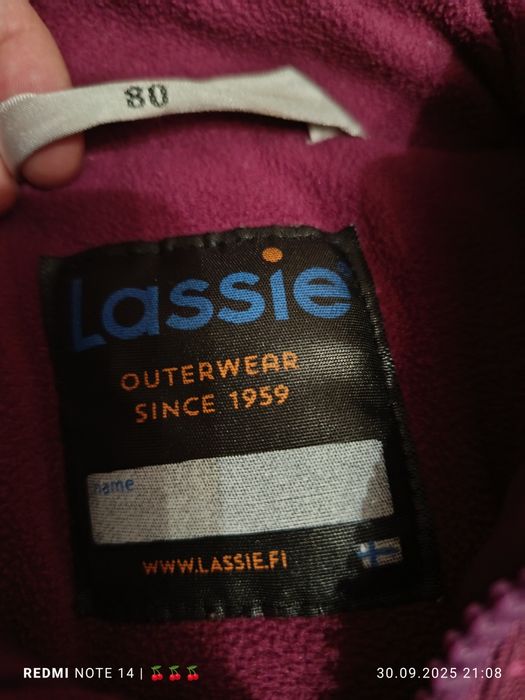 80
Lassie
OUTERWEAR
SINCE 1959
name
WWW.LASSIE.FI
REDMI NOTE 14 | 🍒🍒🍒
30.09.2025 21:08